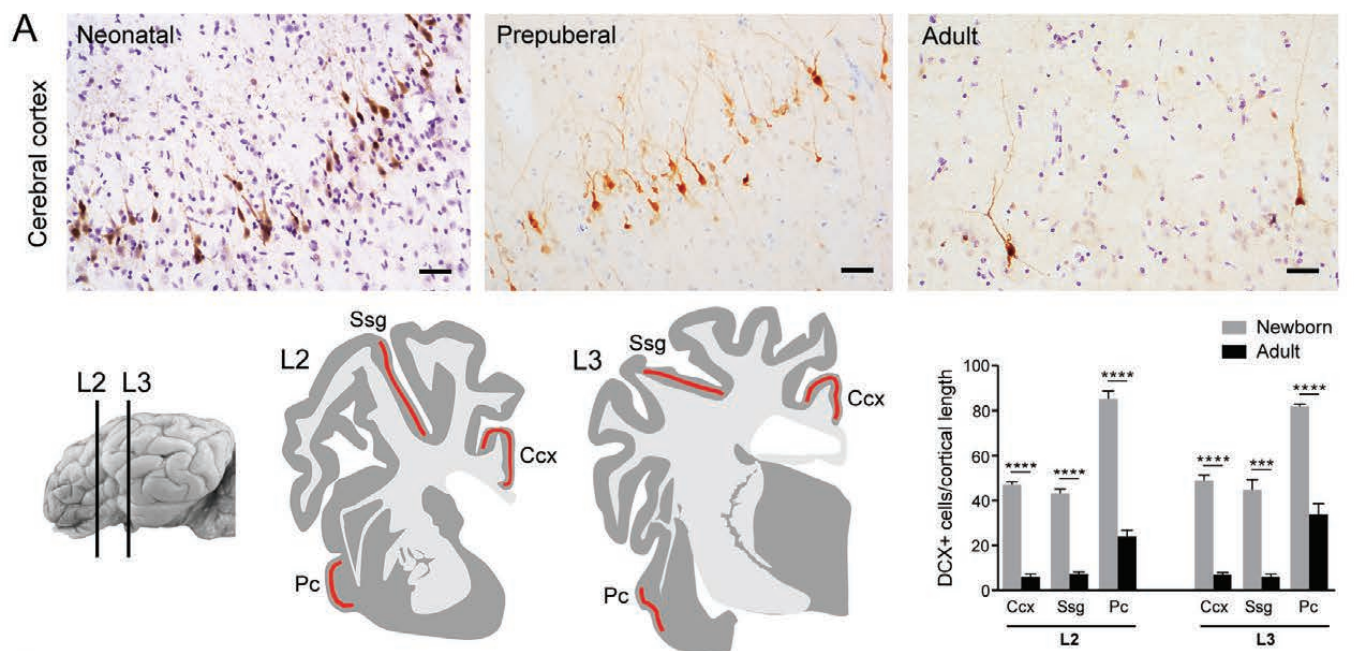 A
Neonatal
Prepuberal
Adult
Cerebral cortex
L2 L3
L2
Ssg
Ccx
Pc
L3
Ssg
Ccx
Pc
Newborn
Adult
DCX+ cells/cortical length
100
80
60
40
20
0
**** **** **** **** *** ****
Ccx Ssg Pc Ccx Ssg Pc
L2 L3